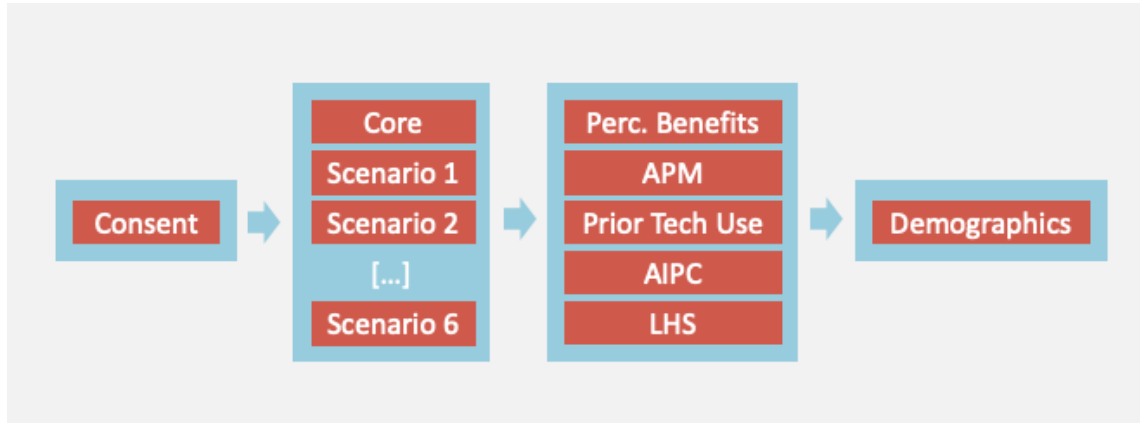 Consent
Core
Scenario 1
Scenario 2
[...]
Scenario 6
Perc. Benefits
APM
Prior Tech Use
AIPC
LHS
Demographics